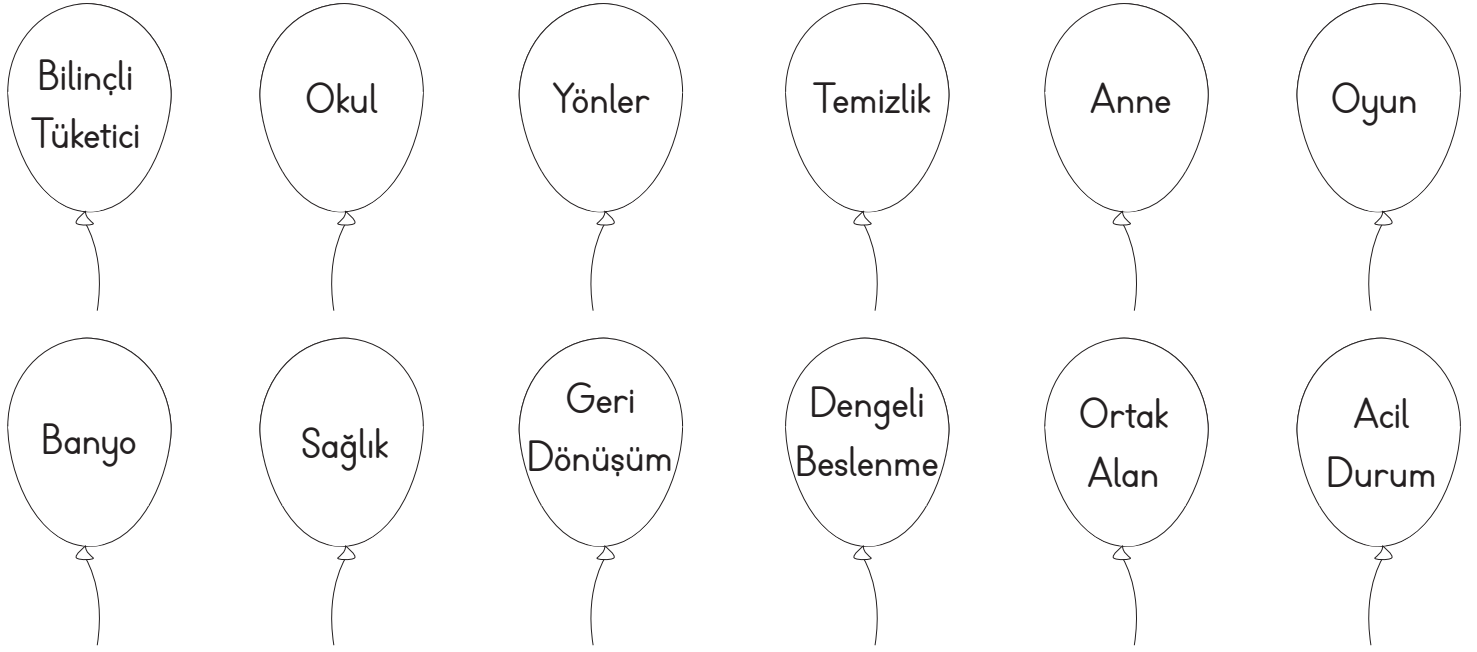 Bilinçli
Tüketici
Okul
Yönler
Temizlik
Anne
Oyun
Banyo
Sağlık
Geri
Dönüşüm
Dengeli
Beslenme
Ortak
Alan
Acil
Durum